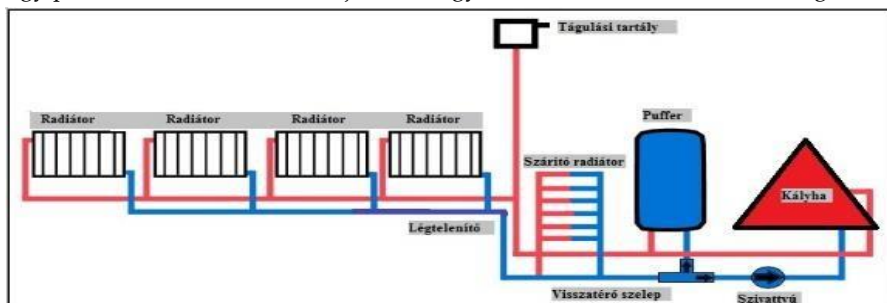 Tágulási tartály
Radiátor Radiátor Radiátor Radiátor
Puffer
Szárító radiátor
Kályha
Légtelenítő
Visszatérő szelep
Szivattyú